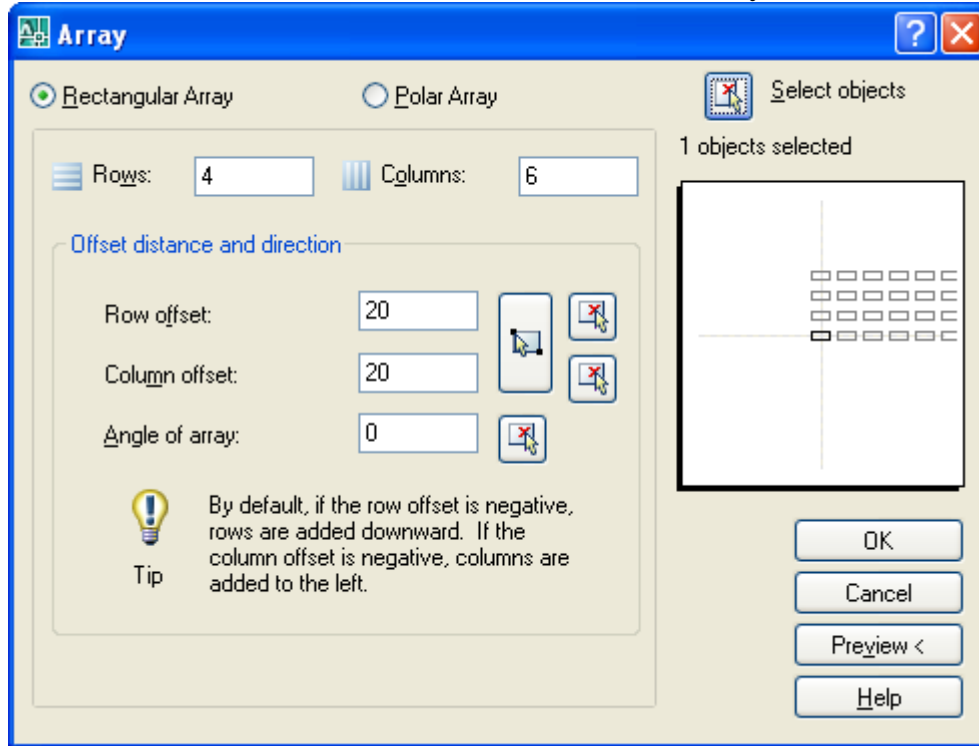 Array
Rectangular Array
Polar Array
Select objects
1 objects selected
Rows: 4
Columns: 6
Offset distance and direction
Row offset: 20
Column offset: 20
Angle of array: 0
By default, if the row offset is negative,
rows are added downward. If the
column offset is negative, columns are
added to the left.
Tip
OK
Cancel
Preview <
Help